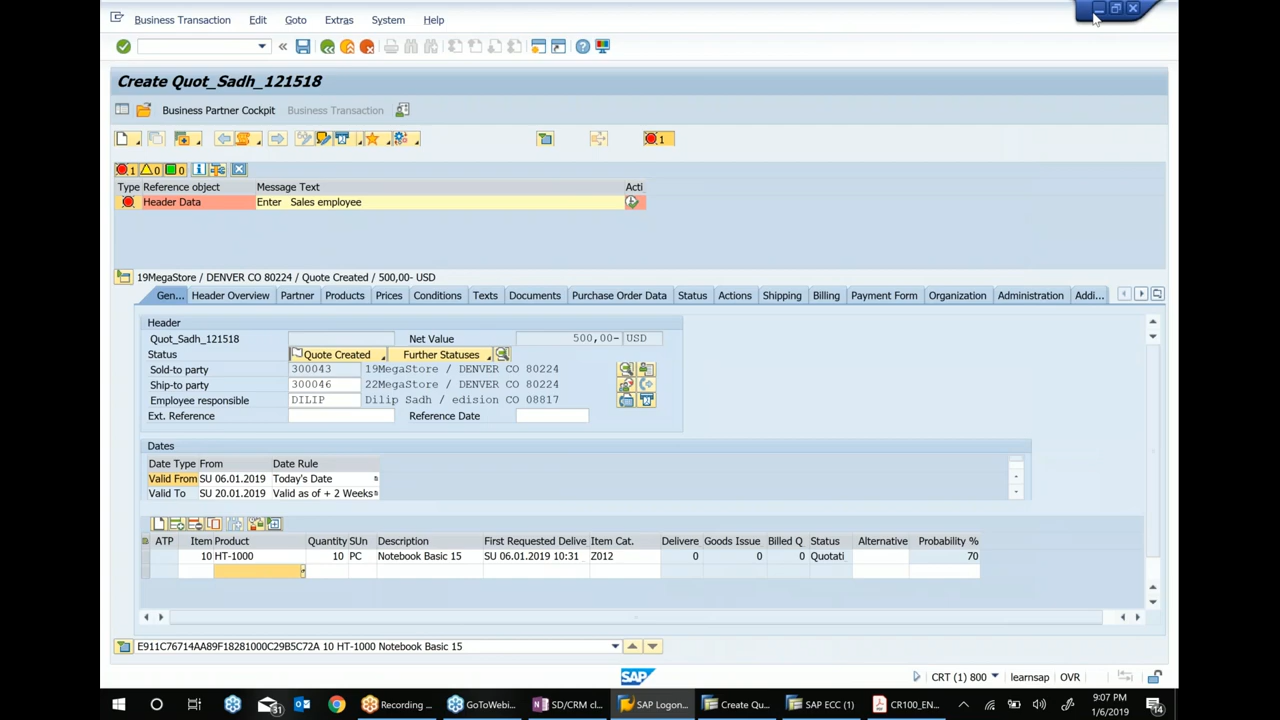 Business Transaction Edit Goto Extras System Help
Create Quot_Sadh_121518
Business Partner Cockpit Business Transaction
1
1 0 0
Type Reference object Message Text Acti
Header Data Enter Sales employee
19MegaStore / DENVER CO 80224 / Quote Created / 500,00- USD
Gen... Header Overview Partner Products Prices Conditions Texts Documents Purchase Order Data Status Actions Shipping Billing Payment Form Organization Administration Addi...
Header
Quot_Sadh_121518 Net Value 500,00- USD
Status Quote Created Further Statuses
Sold-to party 300043 19MegaStore / DENVER CO 80224
Ship-to party 300046 22MegaStore / DENVER CO 80224
Employee responsible DILIP Dilip Sadh / edision CO 08817
Ext. Reference Reference Date
Dates
Date Type From Date Rule
Valid From SU 06.01.2019 Today's Date
Valid To SU 20.01.2019 Valid as of + 2 Weeks
ATP Item Product Quantity SUn Description First Requested Delive Item Cat. Delivere Goods Issue Billed Q Status Alternative Probability %
10 HT-1000 10 PC Notebook Basic 15 SU 06.01.2019 10:31 Z012 0 0 0 Quotati 70
E911C76714AA89F18281000C29B5C72A 10 HT-1000 Notebook Basic 15
SAP CRT (1) 800 learnsap OVR
31 Recording ... GoToWebi... SD/CRM cl... SAP Logon... Create Qu... SAP ECC (1) CR100_EN... 9:07 PM
1/6/2019 14